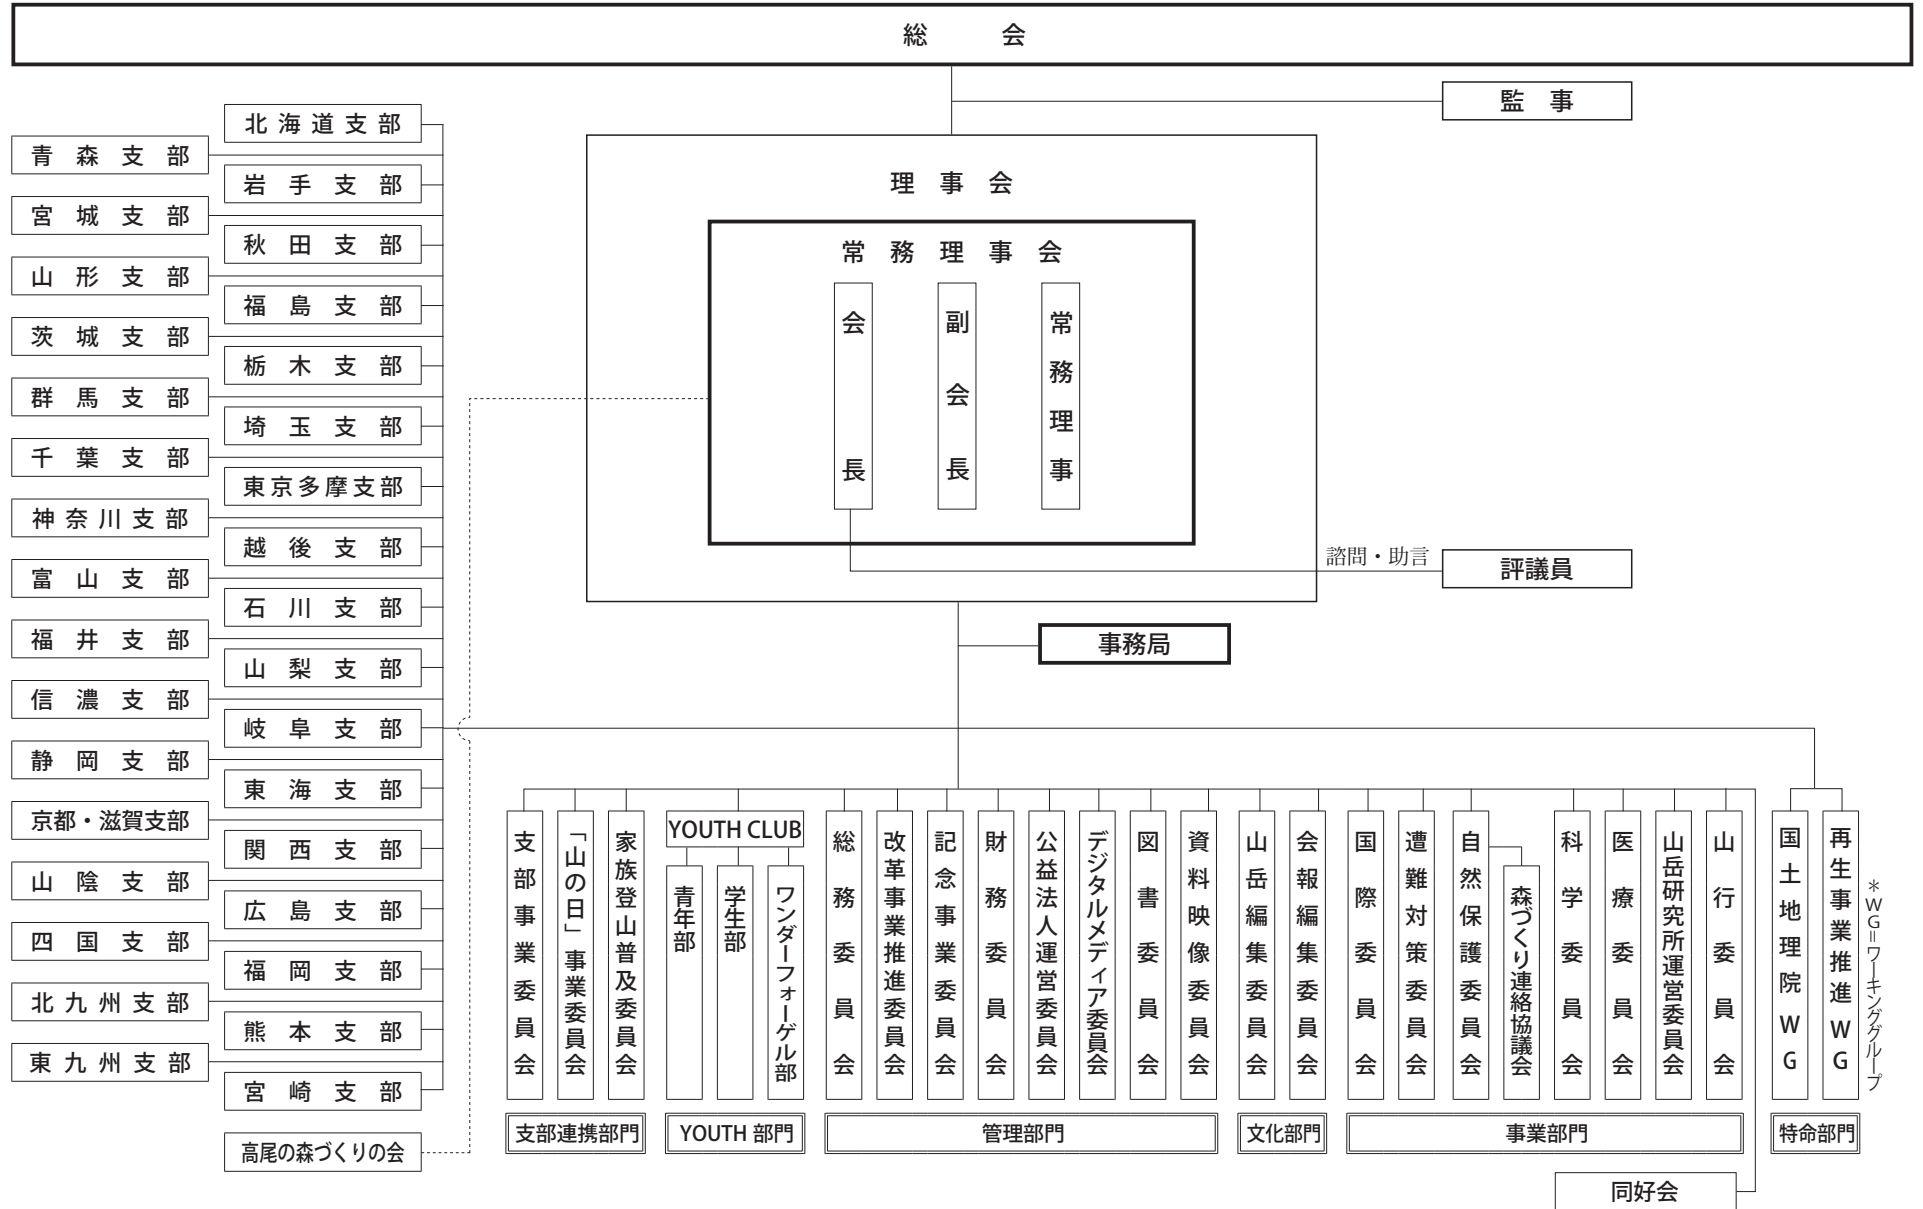 総会
監事
理事会
常務理事会
会長
副会長
常務理事
諮問・助言
評議員
事務局
北海道支部
青森支部
岩手支部
宮城支部
秋田支部
山形支部
福島支部
茨城支部
栃木支部
群馬支部
埼玉支部
千葉支部
東京多摩支部
神奈川支部
越後支部
富山支部
石川支部
福井支部
山梨支部
信濃支部
岐阜支部
静岡支部
東海支部
京都・滋賀支部
関西支部
山陰支部
広島支部
四国支部
福岡支部
北九州支部
熊本支部
東九州支部
宮崎支部
高尾の森づくりの会
支部事業委員会
「山の日」事業委員会
家族登山普及委員会
YOUTH CLUB
青年部
学生部
ワンダーフォーゲル部
総務委員会
改革事業推進委員会
記念事業委員会
財務委員会
公益法人運営委員会
デジタルメディア委員会
図書委員会
資料映像委員会
山岳編集委員会
会報編集委員会
国際委員会
遭難対策委員会
自然保護委員会
森づくり連絡協議会
科学委員会
医療委員会
山岳研究所運営委員会
山行委員会
国土地理院WG
再生事業推進WG
＊WG＝ワーキンググループ
支部連携部門
YOUTH 部門
管理部門
文化部門
事業部門
特命部門
同好会